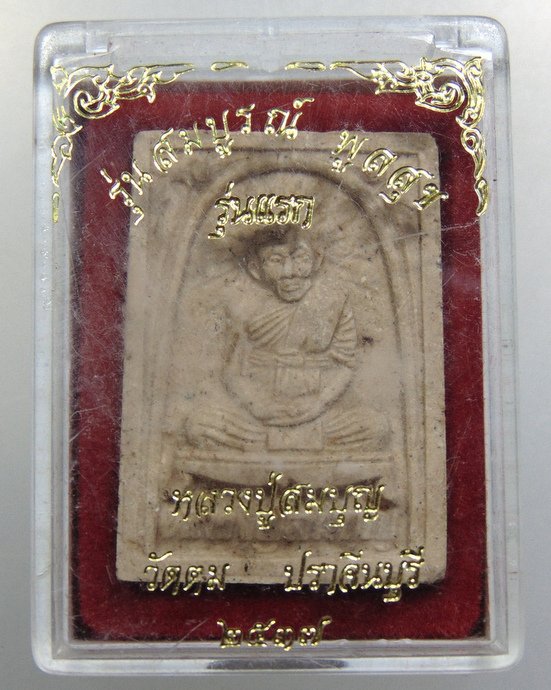 รุ่นสมบูรณ์ พูลสุข
รุ่นแรก
หลวงปู่สมบุญ
วัดตม ปราจีนบุรี
๒๕๓๗